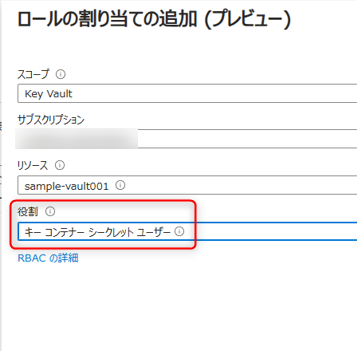 ロールの割り当ての追加 (プレビュー)
スコープ
Key Vault
サブスクリプション
リソース
sample-vault001
役割
キー コンテナー シークレット ユーザー
RBAC の詳細